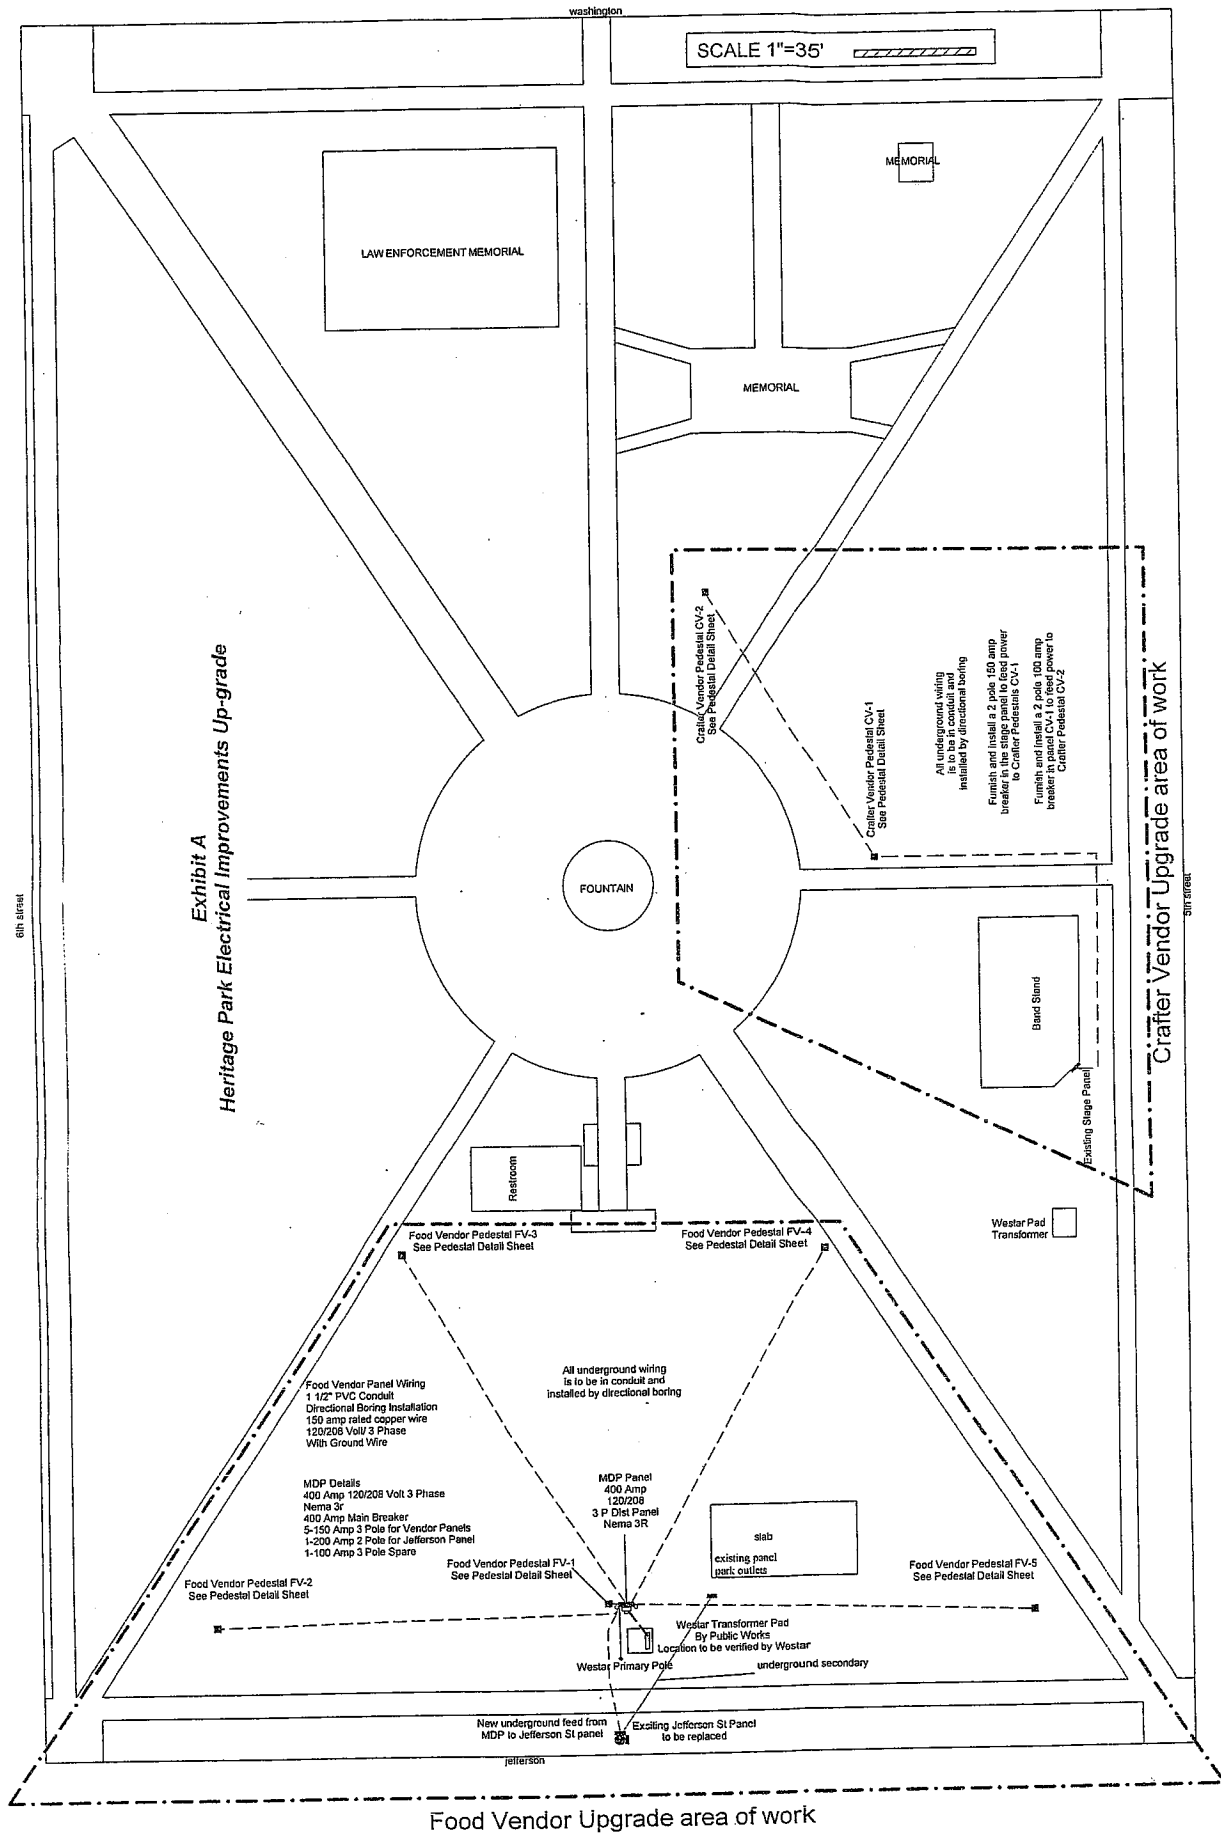 washington
SCALE 1"=35'
MEMORIAL
LAW ENFORCEMENT MEMORIAL
MEMORIAL
Crafter Vendor Pedestal CV-2
See Pedestal Detail Sheet
Crafter Vendor Pedestal CV-1
See Pedestal Detail Sheet
All underground wiring
is to be in conduit and
installed by directional boring
Furnish and install a 2 pole 150 amp
breaker in the stage panel to feed power
to Crafter Pedestals CV-1
Furnish and install a 2 pole 100 amp
breaker in panel CV-1 to feed power to
Crafter Pedestal CV-2
Crafter Vendor Upgrade area of work
5th street
Exhibit A
Heritage Park Electrical Improvements Up-grade
6th street
FOUNTAIN
Band Stand
Existing Stage Panel
Restroom
Westar Pad
Transformer
Food Vendor Pedestal FV-3
See Pedestal Detail Sheet
Food Vendor Pedestal FV-4
See Pedestal Detail Sheet
All underground wiring
is to be in conduit and
installed by directional boring
Food Vendor Panel Wiring
1 1/2" PVC Conduit
Directional Boring Installation
150 amp rated copper wire
120/208 Volt/ 3 Phase
With Ground Wire
MDP Details
400 Amp 120/208 Volt 3 Phase
Nema 3r
400 Amp Main Breaker
5-150 Amp 3 Pole for Vendor Panels
1-200 Amp 2 Pole for Jefferson Panel
1-100 Amp 3 Pole Spare
MDP Panel
400 Amp
120/208
3 P Dist Panel
Nema 3R
slab
existing panel
park outlets
Food Vendor Pedestal FV-1
See Pedestal Detail Sheet
Food Vendor Pedestal FV-2
See Pedestal Detail Sheet
Food Vendor Pedestal FV-5
See Pedestal Detail Sheet
Westar Transformer Pad
By Public Works
Location to be verified by Westar
Westar Primary Pole
underground secondary
New underground feed from
MDP to Jefferson St panel
Exsiting Jefferson St Panel
to be replaced
jefferson
Food Vendor Upgrade area of work